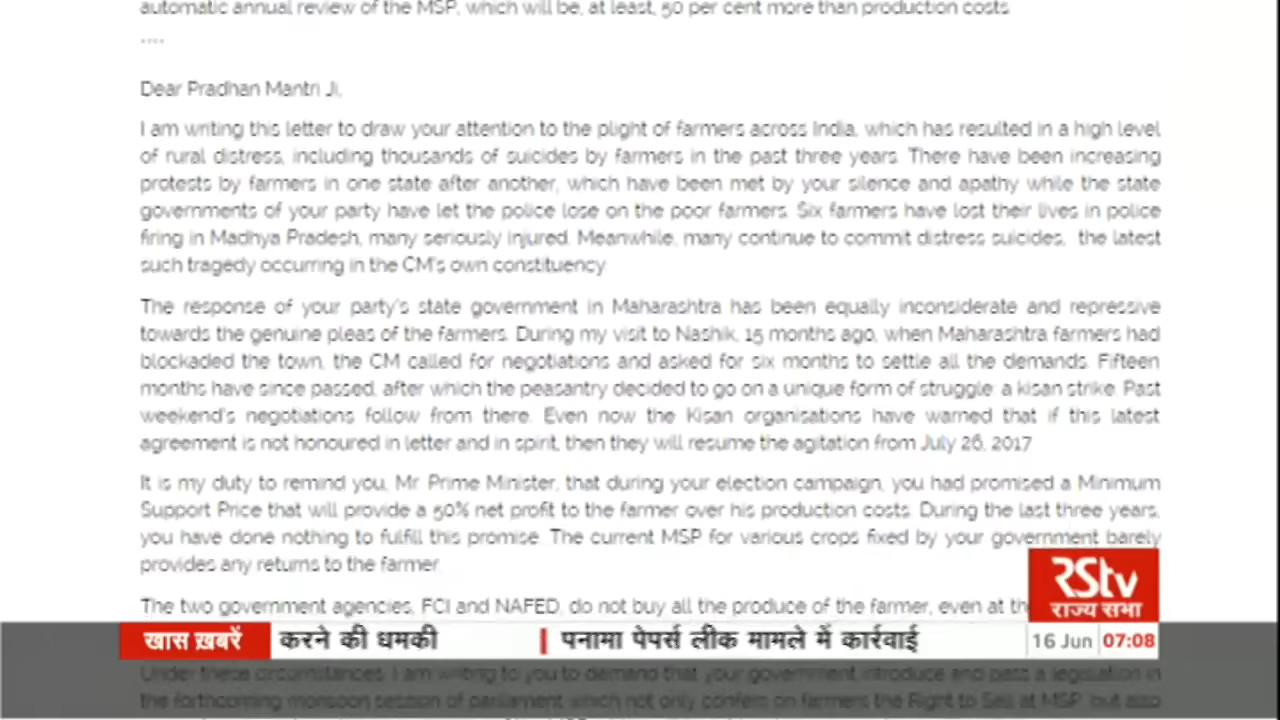 automatic annual review of the MSP, which will be, at least, 50 per cent more than production costs.
....
Dear Pradhan Mantri Ji,
I am writing this letter to draw your attention to the plight of farmers across India, which has resulted in a high level
of rural distress, including thousands of suicides by farmers in the past three years. There have been increasing
protests by farmers in one state after another, which have been met by your silence and apathy while the state
governments of your party have let the police lose on the poor farmers. Six farmers have lost their lives in police
firing in Madhya Pradesh, many seriously injured. Meanwhile, many continue to commit distress suicides, the latest
such tragedy occurring in the CM's own constituency.
The response of your party's state government in Maharashtra has been equally inconsiderate and repressive
towards the genuine pleas of the farmers. During my visit to Nashik, 15 months ago, when Maharashtra farmers had
blockaded the town, the CM called for negotiations and asked for six months to settle all the demands. Fifteen
months have since passed, after which the peasantry decided to go on a unique form of struggle: a kisan strike. Past
weekend's negotiations follow from there. Even now the Kisan organisations have warned that if this latest
agreement is not honoured in letter and in spirit, then they will resume the agitation from July 26, 2017.
It is my duty to remind you, Mr. Prime Minister, that during your election campaign, you had promised a Minimum
Support Price that will provide a 50% net profit to the farmer over his production costs. During the last three years,
you have done nothing to fulfill this promise. The current MSP for various crops fixed by your government barely
provides any returns to the farmer.
The two government agencies, FCI and NAFED, do not buy all the produce of the farmer, even at th
RStv
राज्य सभा
खास ख़बरें करने की धमकी | पनामा पेपर्स लीक मामले में कार्रवाई 16 Jun 07:08
Under these circumstances, I am writing to you to demand that your government introduce and pass a legislation in
the forthcoming monsoon session of parliament which not only confers on farmers the Right to Sell at MSP, but also